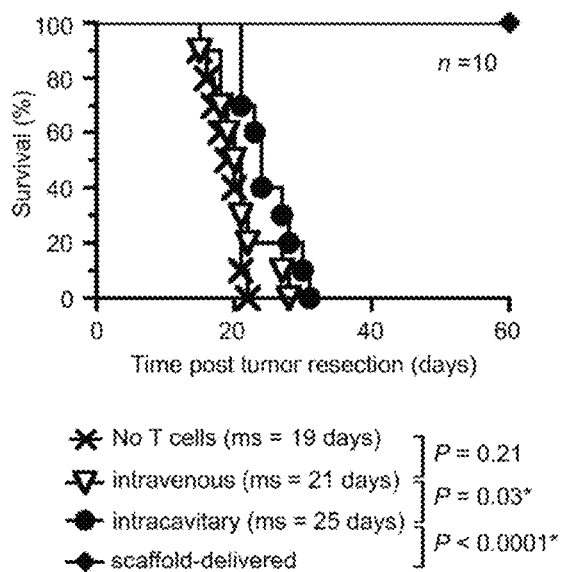 100
80
60
40
20
0
Survival (%)
n =10
0 20 40 60
Time post tumor resection (days)
No T cells (ms = 19 days)
P = 0.21
intravenous (ms = 21 days)
P = 0.03*
intracavitary (ms = 25 days)
P < 0.0001*
scaffold-delivered